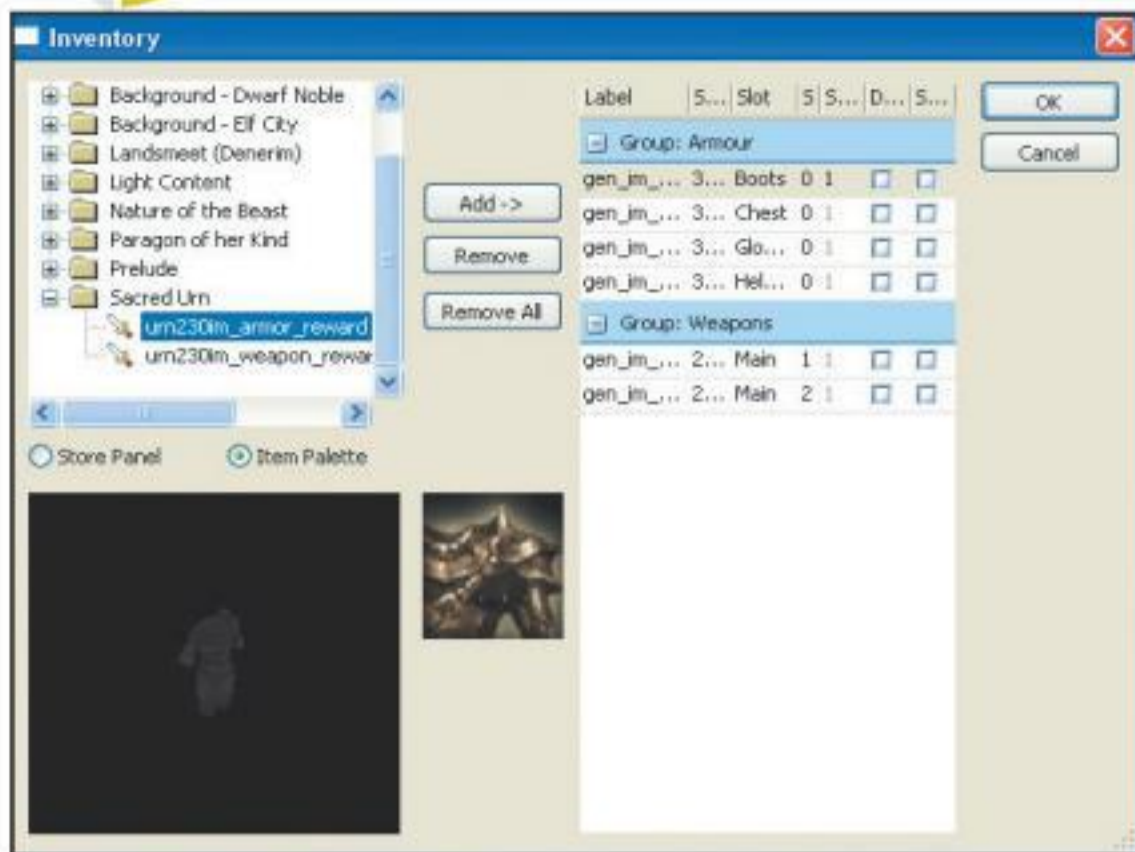 Inventory
Background - Dwarf Noble
Background - Elf City
Landsmeet (Denerim)
Light Content
Nature of the Beast
Paragon of her Kind
Prelude
Sacred Urn
urn230im_armor_reward
urn230im_weapon_rewar
Store Panel Item Palette
Add ->
Remove
Remove All
Label S... Slot S S... D... S...
Group: Armour
gen_im_... 3... Boots 0 1
gen_im_... 3... Chest 0 1
gen_im_... 3... Glo... 0 1
gen_im_... 3... Hel... 0 1
Group: Weapons
gen_im_... 2... Main 1 1
gen_im_... 2... Main 2 1
OK
Cancel